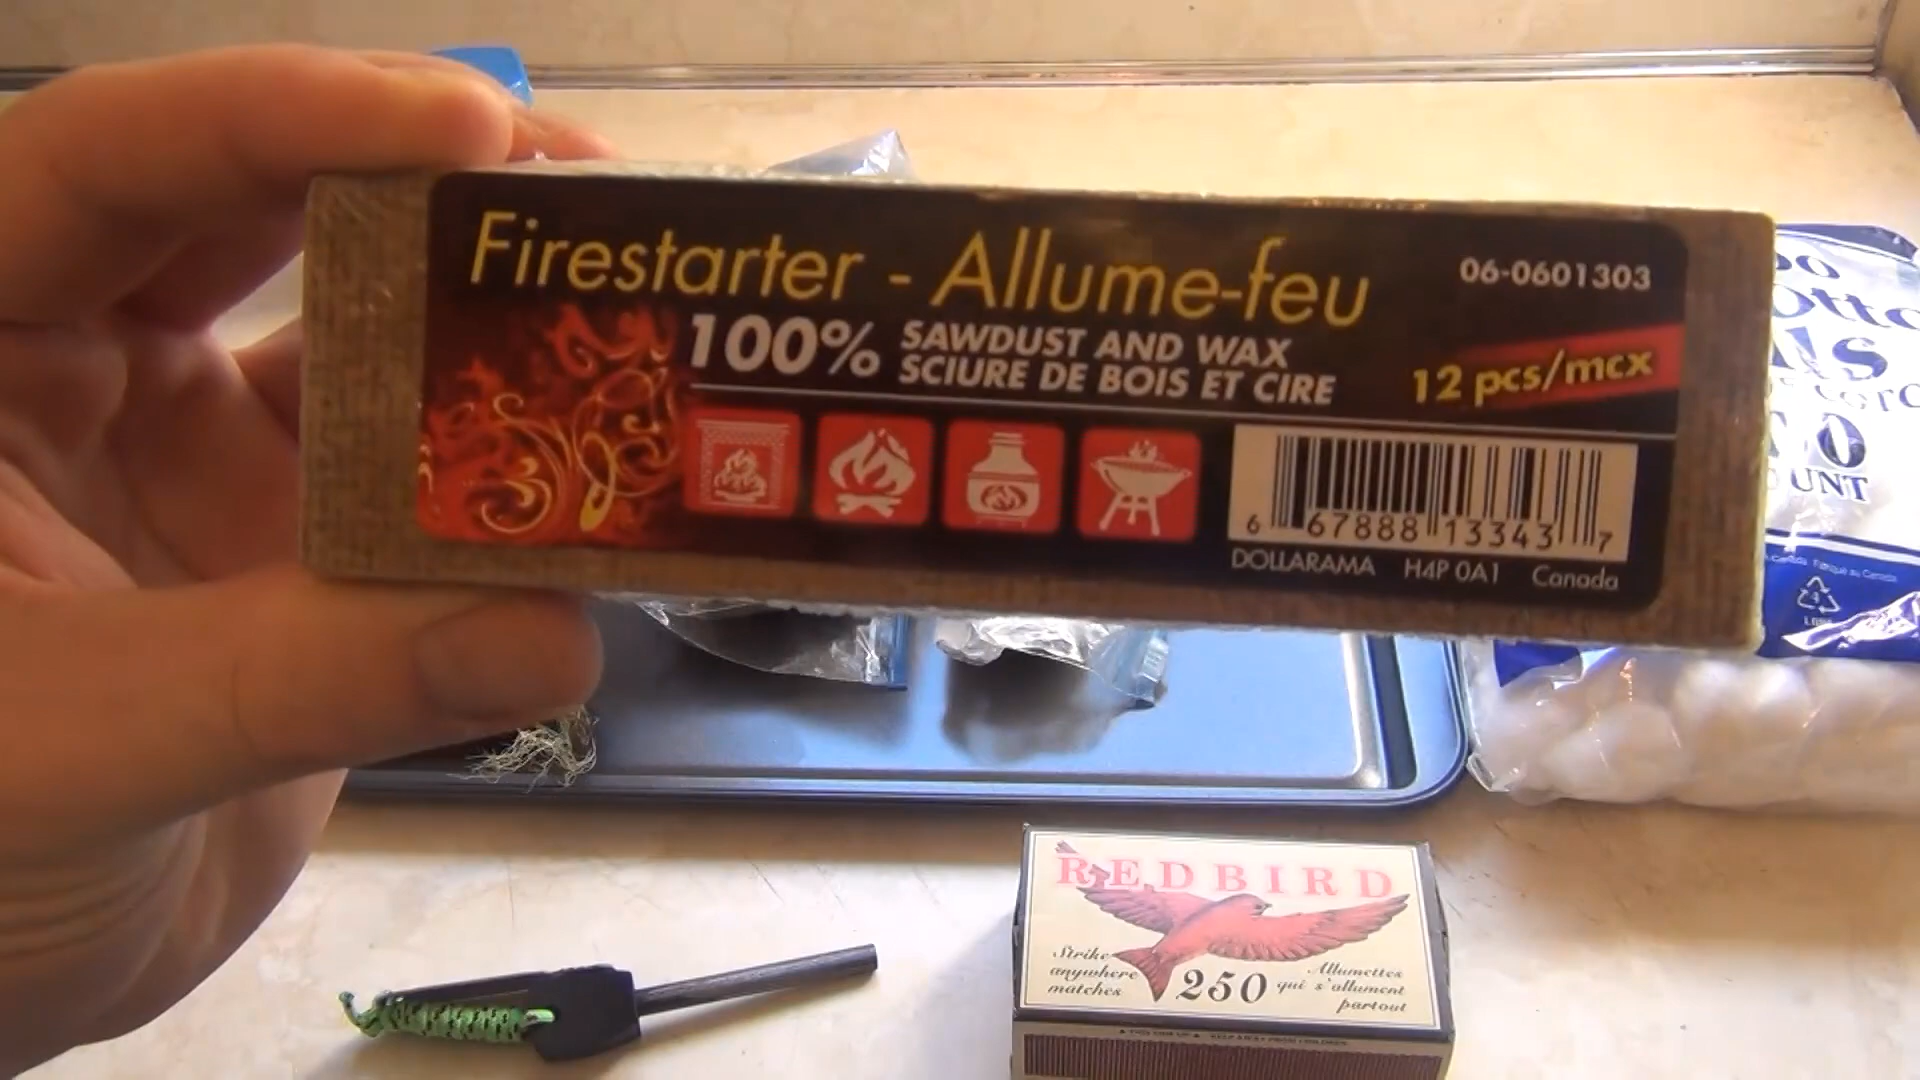 Firestarter - Allume-feu
06-0601303
100% SAWDUST AND WAX
SCIURE DE BOIS ET CIRE
12 pcs/mcx
6 67888 13343 7
DOLLARAMA H4P 0A1 Canada
UNT
REDBIRD
Strike
anywhere
matches
250
Allumettes
qui s'allument
partout